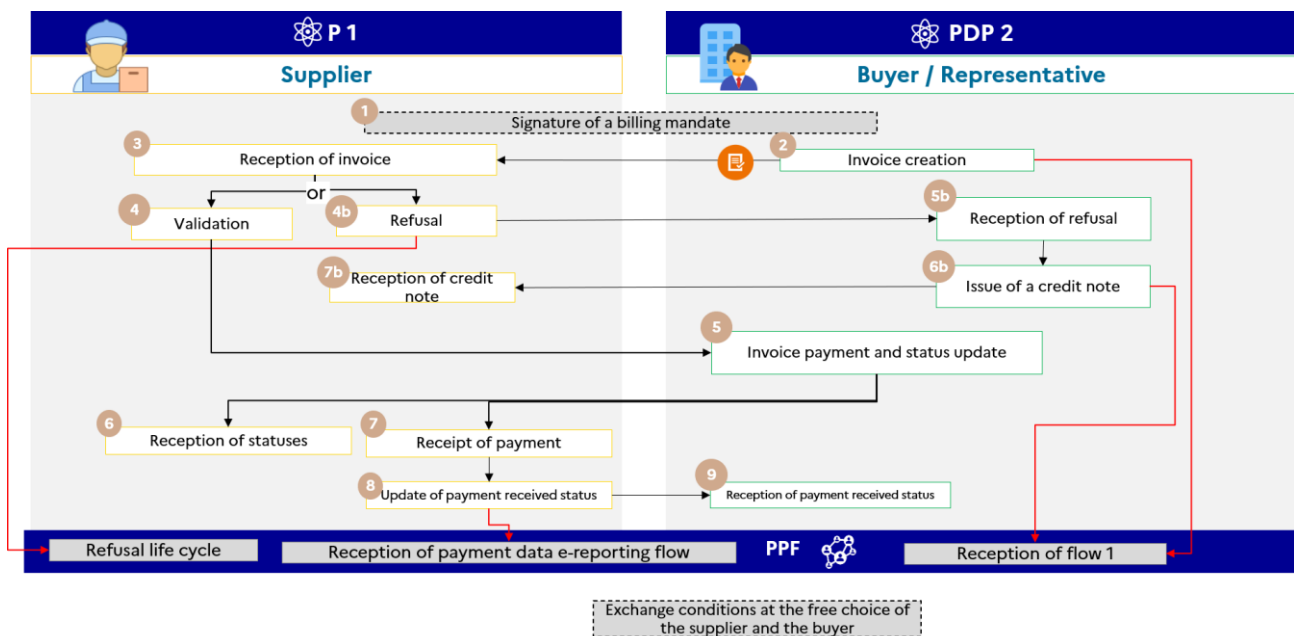 P 1
PDP 2
Supplier
Buyer / Representative
1
Signature of a billing mandate
3
Reception of invoice
2
Invoice creation
or
4
Validation
4b
Refusal
5b
Reception of refusal
7b
Reception of credit
note
6b
Issue of a credit note
5
Invoice payment and status update
6
Reception of statuses
7
Receipt of payment
8
Update of payment received status
9
Reception of payment received status
Refusal life cycle
Reception of payment data e-reporting flow
PPF
Reception of flow 1
Exchange conditions at the free choice of
the supplier and the buyer